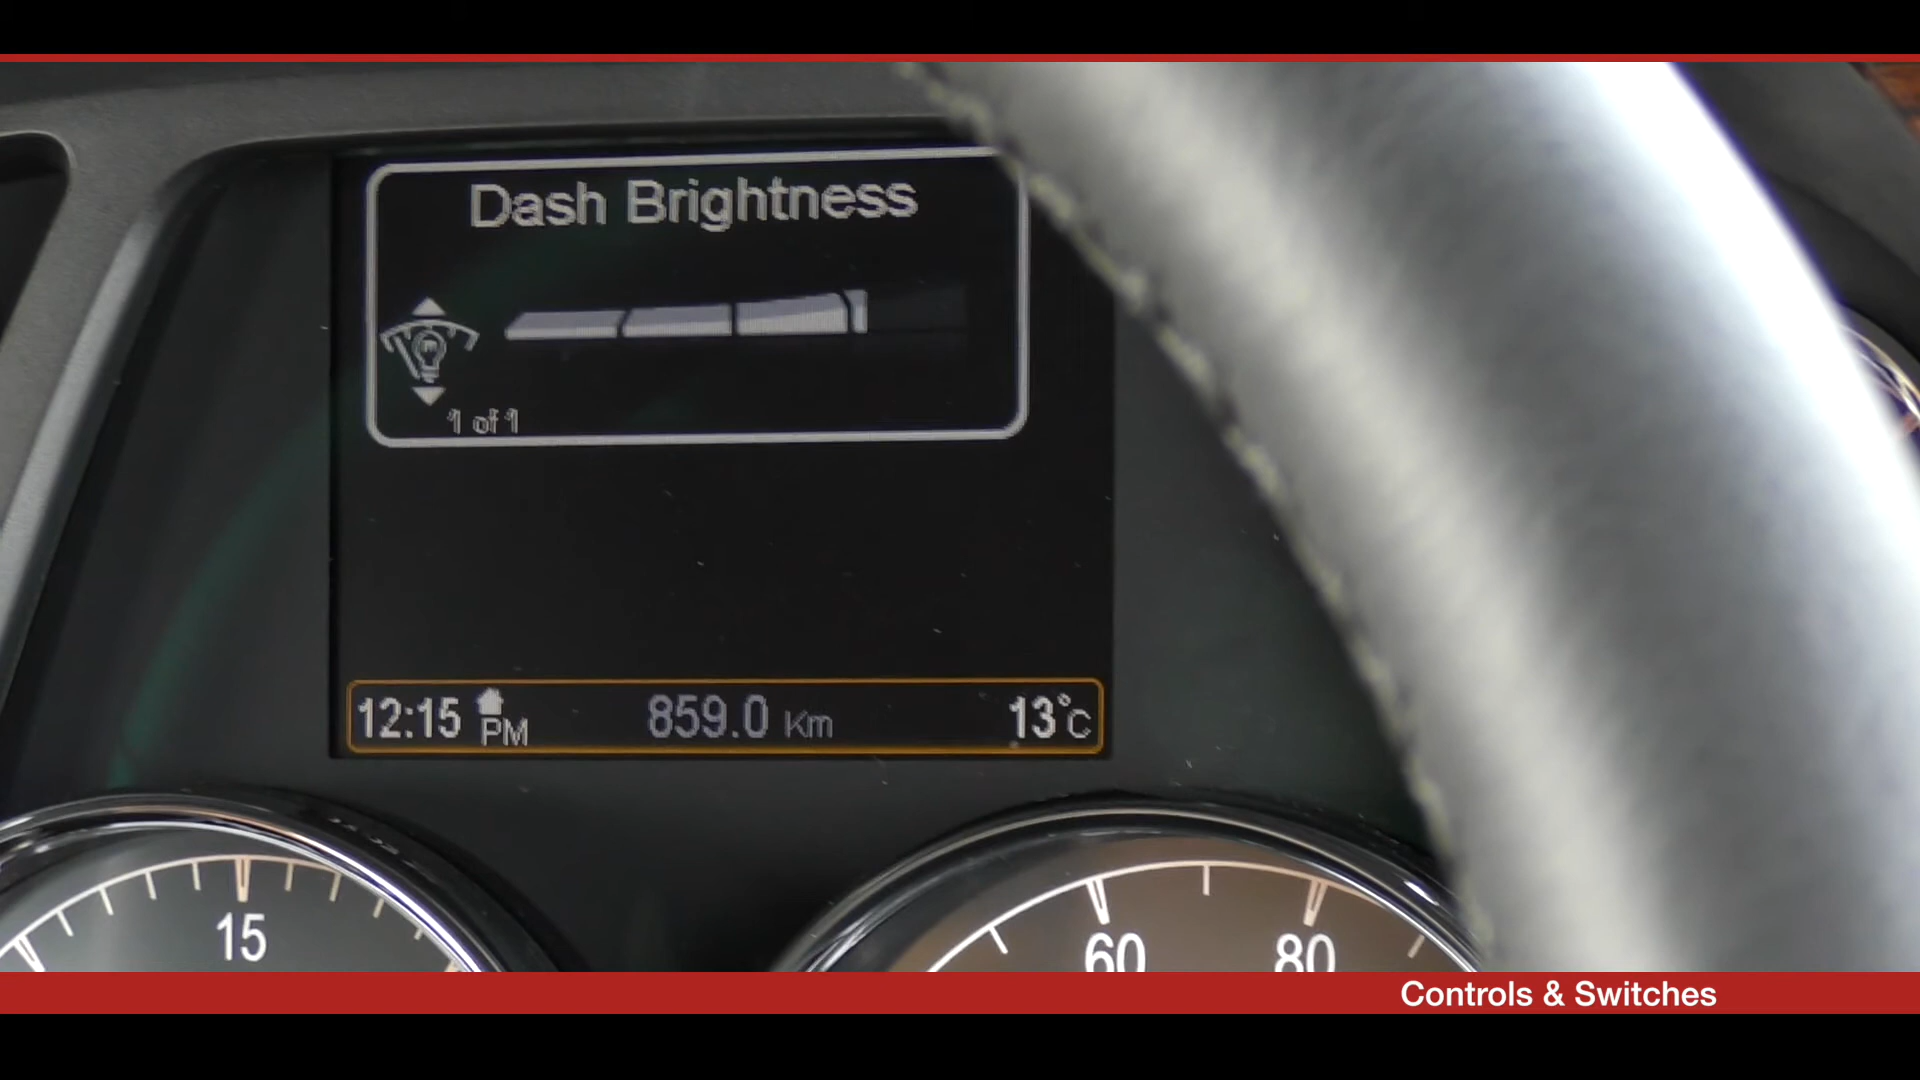 Dash Brightness
1 of 1
12:15 PM 859.0 Km 13°C
15
60 80
Controls & Switches